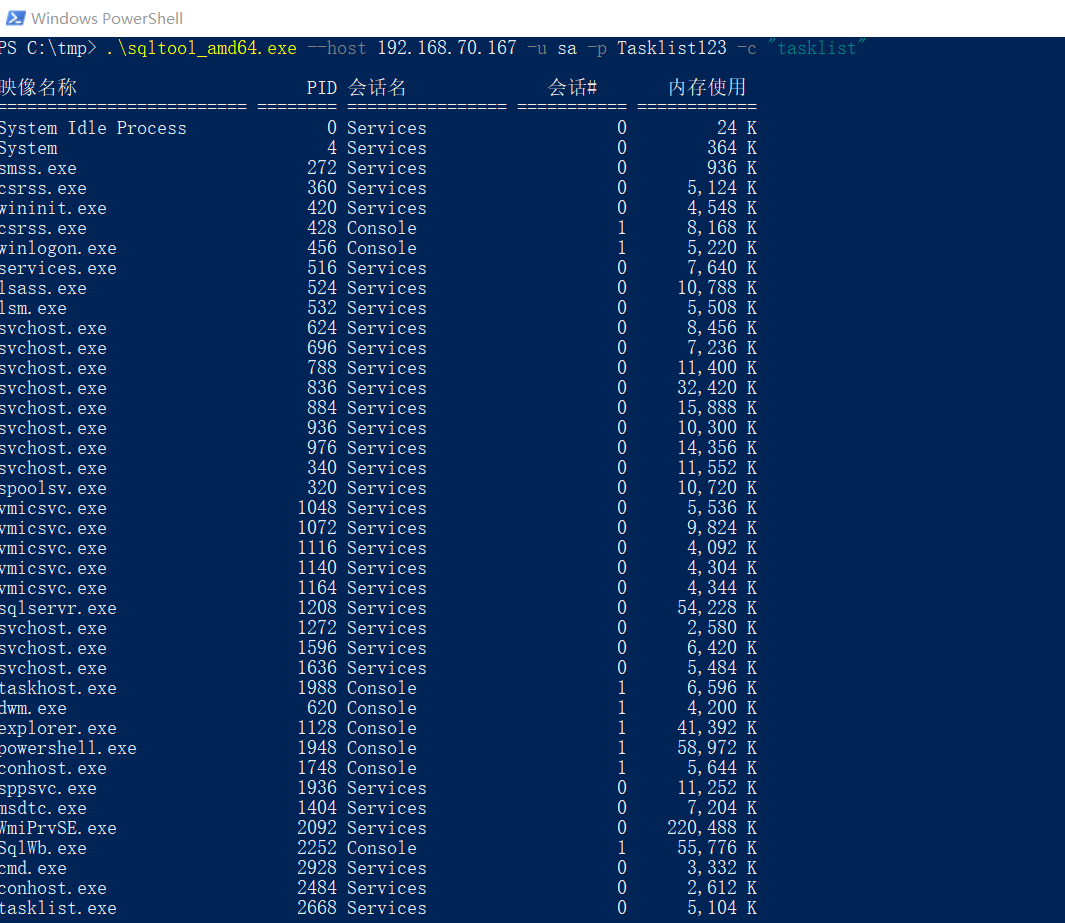 Windows PowerShell
PS C:\tmp> .\sqltool_amd64.exe --host 192.168.70.167 -u sa -p Tasklist123 -c "tasklist"
映像名称 PID 会话名 会话# 内存使用
========================= ======== ================ =========== ============
System Idle Process 0 Services 0 24 K
System 4 Services 0 364 K
smss.exe 272 Services 0 936 K
csrss.exe 360 Services 0 5,124 K
wininit.exe 420 Services 0 4,548 K
csrss.exe 428 Console 1 8,168 K
winlogon.exe 456 Console 1 5,220 K
services.exe 516 Services 0 7,640 K
lsass.exe 524 Services 0 10,788 K
lsm.exe 532 Services 0 5,508 K
svchost.exe 624 Services 0 8,456 K
svchost.exe 696 Services 0 7,236 K
svchost.exe 788 Services 0 11,400 K
svchost.exe 836 Services 0 32,420 K
svchost.exe 884 Services 0 15,888 K
svchost.exe 936 Services 0 10,300 K
svchost.exe 976 Services 0 14,356 K
svchost.exe 340 Services 0 11,552 K
spoolsv.exe 320 Services 0 10,720 K
vmicsvc.exe 1048 Services 0 5,536 K
vmicsvc.exe 1072 Services 0 9,824 K
vmicsvc.exe 1116 Services 0 4,092 K
vmicsvc.exe 1140 Services 0 4,304 K
vmicsvc.exe 1164 Services 0 4,344 K
sqlservr.exe 1208 Services 0 54,228 K
svchost.exe 1272 Services 0 2,580 K
svchost.exe 1596 Services 0 6,420 K
svchost.exe 1636 Services 0 5,484 K
taskhost.exe 1988 Console 1 6,596 K
dwm.exe 620 Console 1 4,200 K
explorer.exe 1128 Console 1 41,392 K
powershell.exe 1948 Console 1 58,972 K
conhost.exe 1748 Console 1 5,644 K
sppsvc.exe 1936 Services 0 11,252 K
msdtc.exe 1404 Services 0 7,204 K
WmiPrvSE.exe 2092 Services 0 220,488 K
SqlWb.exe 2252 Console 1 55,776 K
cmd.exe 2928 Services 0 3,332 K
conhost.exe 2484 Services 0 2,612 K
tasklist.exe 2668 Services 0 5,104 K